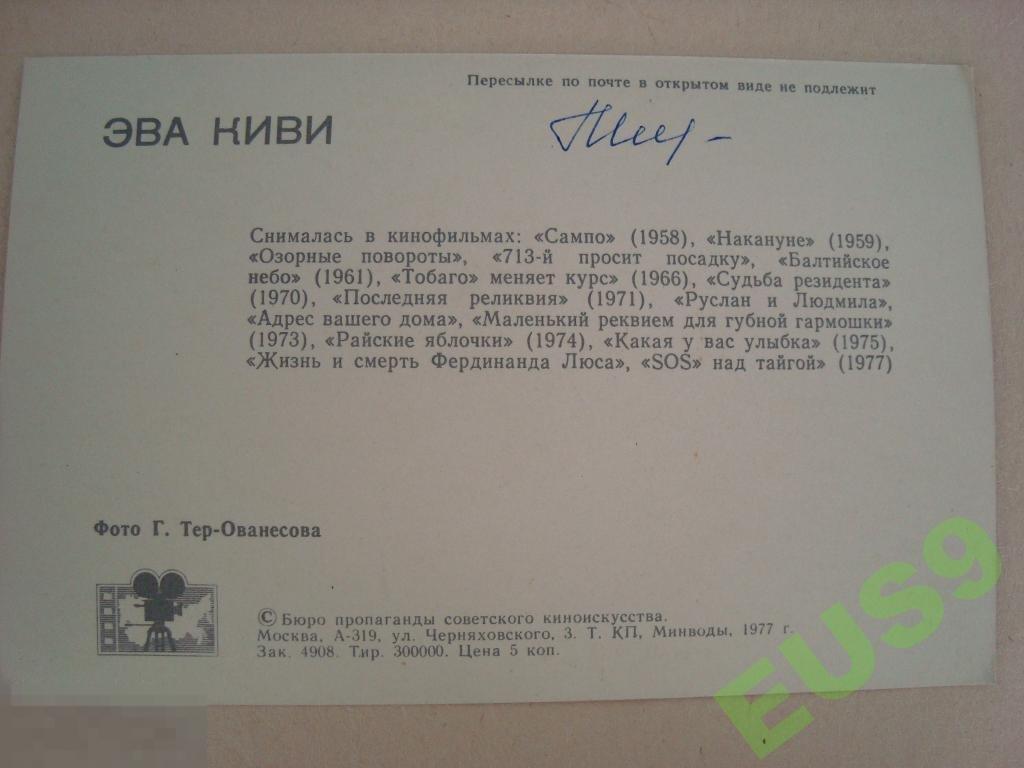 Пересылке по почте в открытом виде не подлежит
ЭВА КИВИ
Снималась в кинофильмах: «Сампо» (1958), «Накануне» (1959),
«Озорные повороты», «713-й просит посадку», «Балтийское
небо» (1961), «Тобаго» меняет курс» (1966), «Судьба резидента»
(1970), «Последняя реликвия» (1971), «Руслан и Людмила»,
«Адрес вашего дома», «Маленький реквием для губной гармошки»
(1973), «Райские яблочки» (1974), «Какая у вас улыбка» (1975),
«Жизнь и смерть Фердинанда Люса», «SOS» над тайгой» (1977)
Фото Г. Тер-Ованесова
© Бюро пропаганды советского киноискусства.
Москва, А-319, ул. Черняховского, 3. Т. КП, Минводы, 1977 г.
Зак. 4908. Тир. 300000. Цена 5 коп.
EUS9